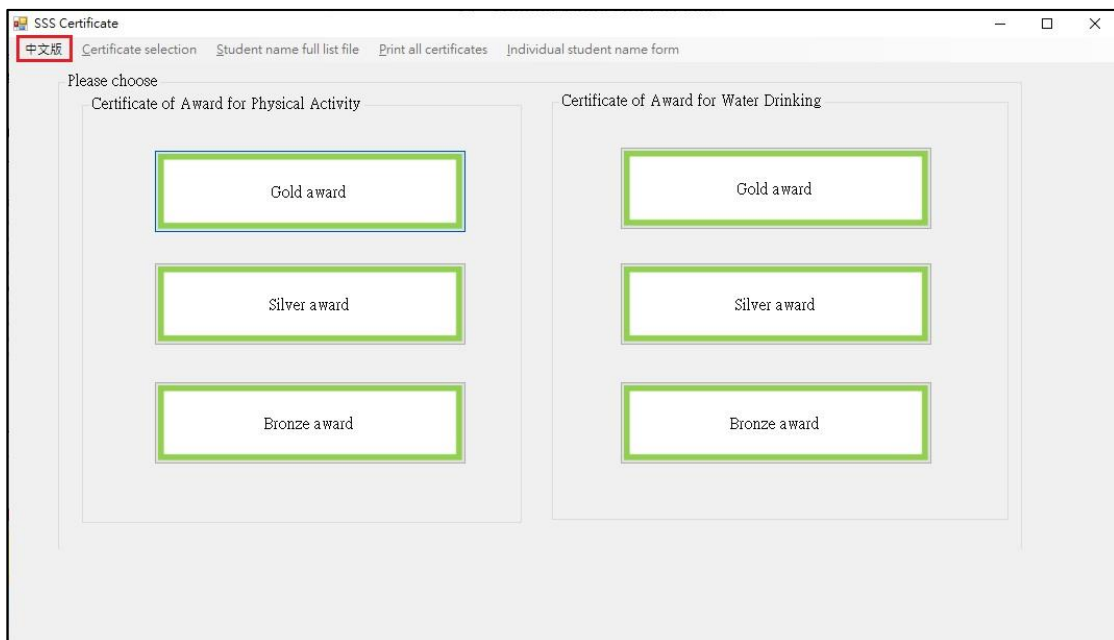 SSS Certificate
中文版 Certificate selection Student name full list file Print all certificates Individual student name form
Please choose
Certificate of Award for Physical Activity
Gold award
Silver award
Bronze award
Certificate of Award for Water Drinking
Gold award
Silver award
Bronze award